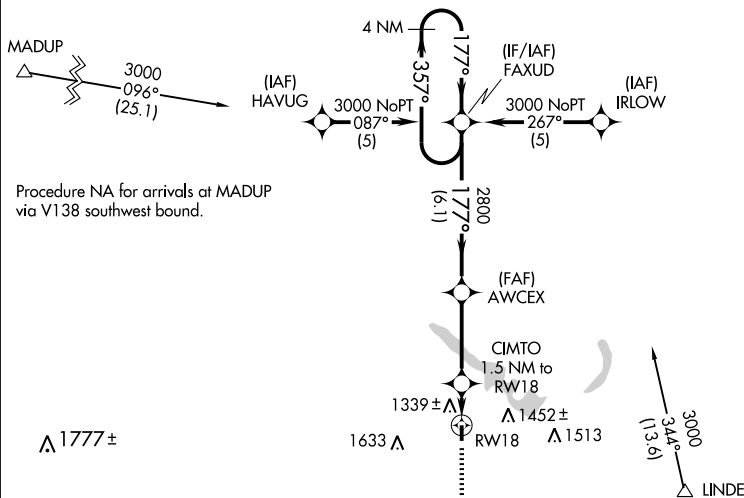 MADUP
3000
096°
(25.1)
4 NM
357°
177°
(IF/IAF)
FAXUD
(IAF)
HAVUG
3000 NoPT
087°
(5)
(IAF)
IRLOW
3000 NoPT
267°
(5)
Procedure NA for arrivals at MADUP
via V138 southwest bound.
2800
177°
(6.1)
(FAF)
AWCEX
CIMTO
1.5 NM to
RW18
1339 ±
1452 ±
1513
1633
RW18
1777 ±
3000
344°
(13.6)
LINDE